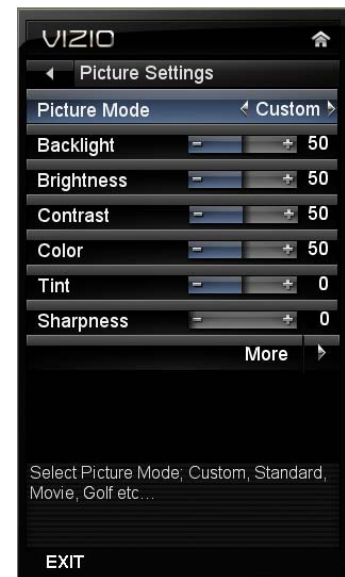 VIZIO
Picture Settings
Picture Mode Custom
Backlight - + 50
Brightness - + 50
Contrast - + 50
Color - + 50
Tint - + 0
Sharpness - + 0
More
Select Picture Mode; Custom, Standard,
Movie, Golf etc...
EXIT